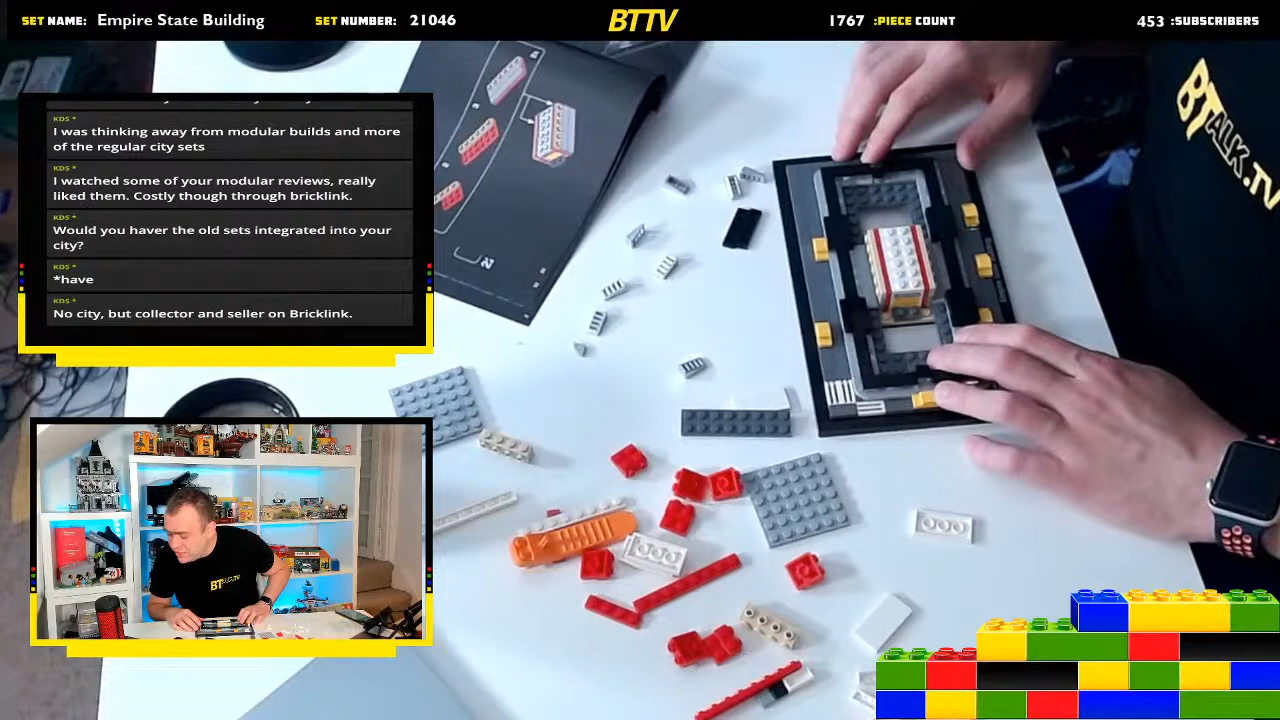 SET NAME: Empire State Building SET NUMBER: 21046 BTTV 1767 :PIECE COUNT 453 :SUBSCRIBERS
KDS *
I was thinking away from modular builds and more
of the regular city sets
KDS *
I watched some of your modular reviews, really
liked them. Costly though through bricklink.
KDS *
Would you haver the old sets integrated into your
city?
KDS *
*have
KDS *
No city, but collector and seller on Bricklink.
BTALK.TV